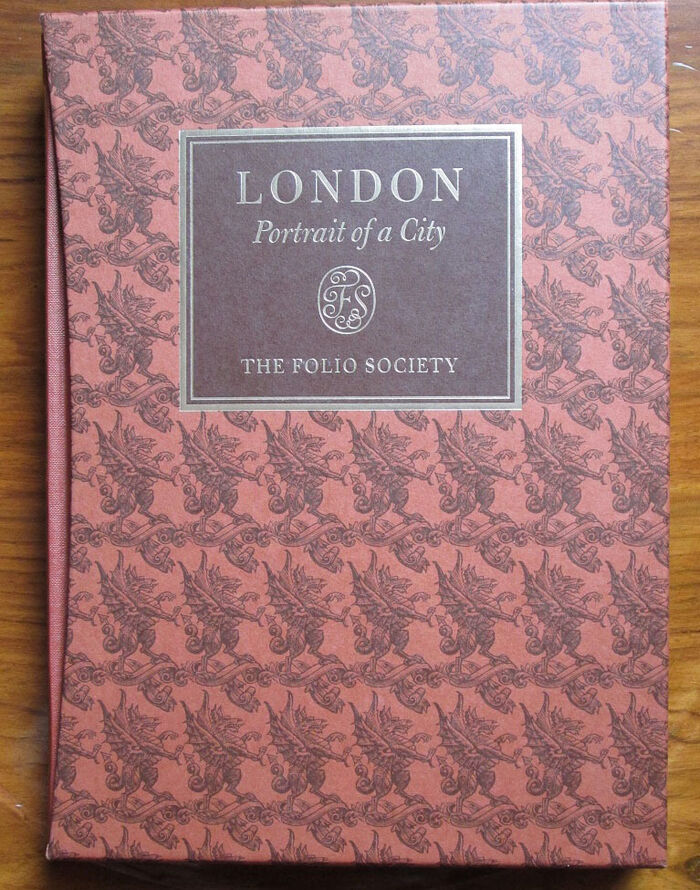 LONDON
Portrait of a City
FS
THE FOLIO SOCIETY